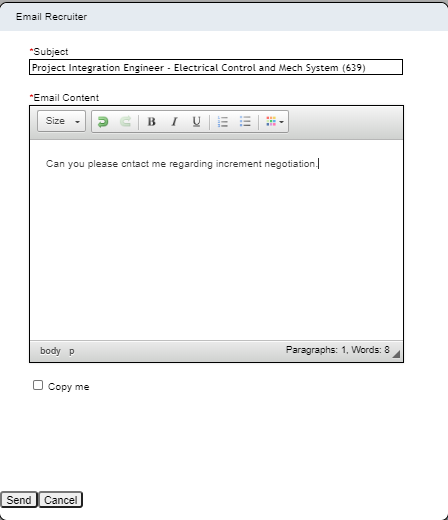 Email Recruiter
*Subject
Project Integration Engineer - Electrical Control and Mech System (639)
*Email Content
Size B I U
Can you please cntact me regarding increment negotiation.
body p Paragraphs: 1, Words: 8
Copy me
Send Cancel